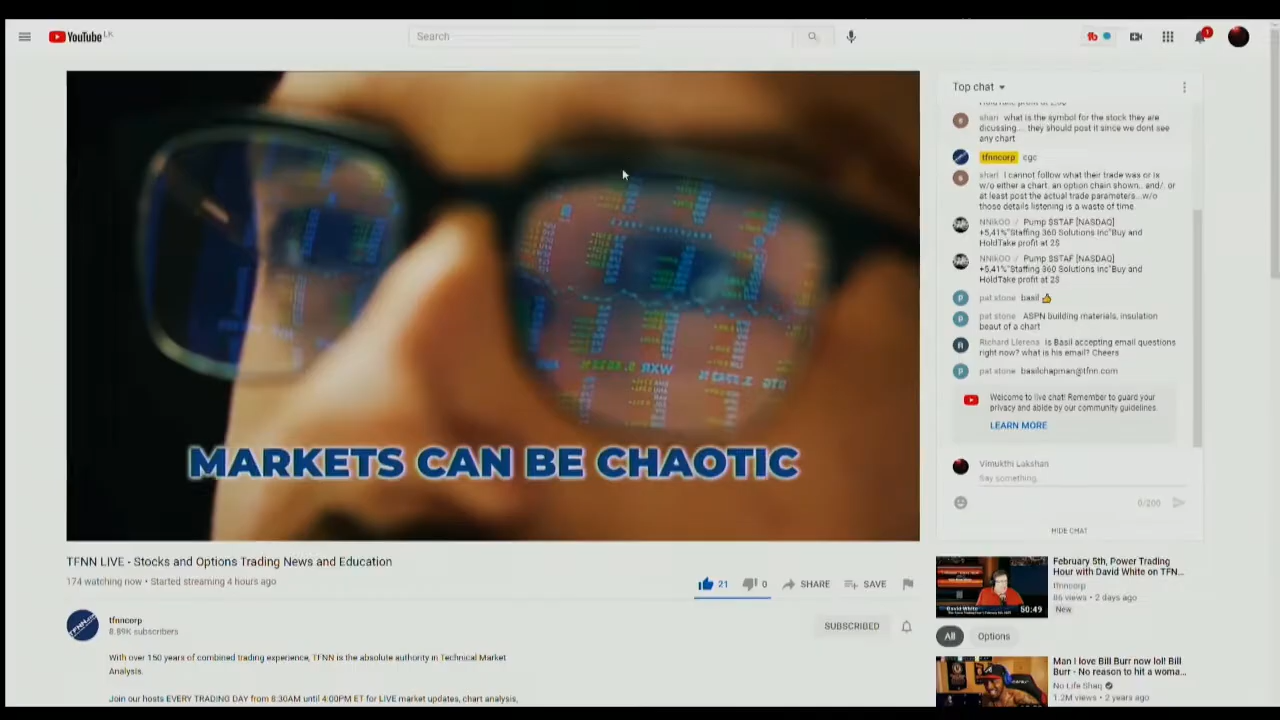 YouTube LK
Search
1
Top chat
shari what is the symbol for the stock they are
dicussing.... they should post it since we dont see
any chart
tfnncorp cgc
shari I cannot follow what their trade was or is
w/o either a chart, an option chain shown.. and/. or
at least post the actual trade parameters...w/o
those details listening is a waste of time.
NNikOO / Pump $STAF [NASDAQ]
+5,41%"Staffing 360 Solutions Inc"Buy and
HoldTake profit at 2$
NNikOO / Pump $STAF [NASDAQ]
+5,41%"Staffing 360 Solutions Inc"Buy and
HoldTake profit at 2$
pat stone basil 👍
pat stone ASPN building materials, insulation
beaut of a chart
Richard Llerena Is Basil accepting email questions
right now? what is his email? Cheers
pat stone basilchapman@tfnn.com
Welcome to live chat! Remember to guard your
privacy and abide by our community guidelines.
LEARN MORE
Vimukthi Lakshan
Say something...
0/200
HIDE CHAT
MARKETS CAN BE CHAOTIC
TFNN LIVE - Stocks and Options Trading News and Education
174 watching now • Started streaming 4 hours ago
21 0 SHARE SAVE
tfnncorp
8.89K subscribers
SUBSCRIBED
With over 150 years of combined trading experience, TFNN is the absolute authority in Technical Market
Analysis.
Join our hosts EVERY TRADING DAY from 8:30AM until 4:00PM ET for LIVE market updates, chart analysis,
February 5th, Power Trading
Hour with David White on TFN...
tfnncorp
86 views • 2 days ago
New
David White
50:49
All Options
Man I love Bill Burr now lol! Bill
Burr - No reason to hit a woma...
No Life Shaq
1.2M views • 2 years ago